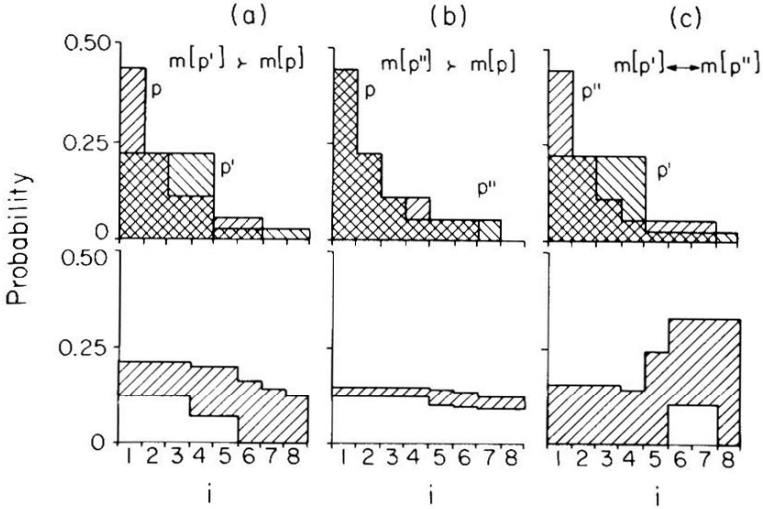 (a) (b) (c)
0.50
0.25
0
m[p'] ≻ m[p]
p
p'
m[p''] ≻ m[p]
p
p''
m[p'] ↔ m[p'']
p''
p'
Probability
0.50
0.25
0
1 2 3 4 5 6 7 8
1 2 3 4 5 6 7 8
1 2 3 4 5 6 7 8
i i i